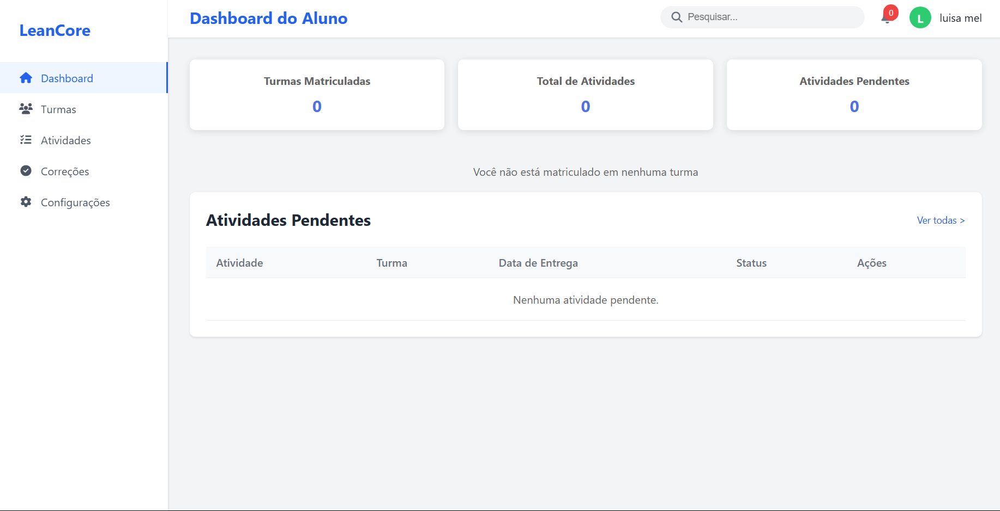 LeanCore
Dashboard
Turmas
Atividades
Correções
Configurações
Dashboard do Aluno
Pesquisar...
0
L
luisa mel
Turmas Matriculadas
0
Total de Atividades
0
Atividades Pendentes
0
Você não está matriculado em nenhuma turma
Atividades Pendentes
Ver todas >
Atividade Turma Data de Entrega Status Ações
Nenhuma atividade pendente.